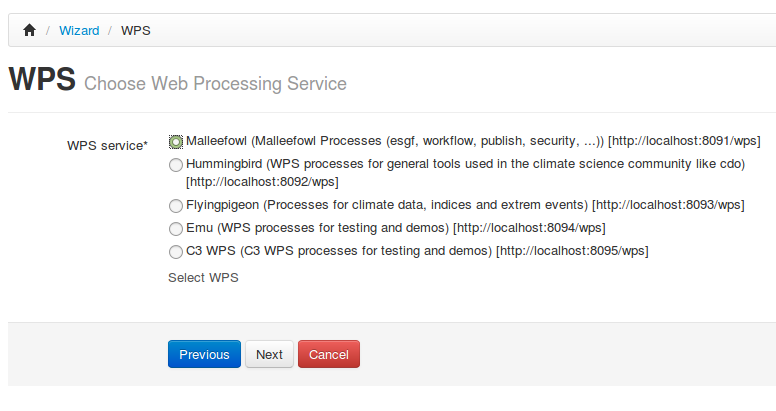 / Wizard / WPS
WPS Choose Web Processing Service
WPS service* Malleefowl (Malleefowl Processes (esgf, workflow, publish, security, ...)) [http://localhost:8091/wps]
Hummingbird (WPS processes for general tools used in the climate science community like cdo)
[http://localhost:8092/wps]
Flyingpigeon (Processes for climate data, indices and extrem events) [http://localhost:8093/wps]
Emu (WPS processes for testing and demos) [http://localhost:8094/wps]
C3 WPS (C3 WPS processes for testing and demos) [http://localhost:8095/wps]
Select WPS
Previous Next Cancel